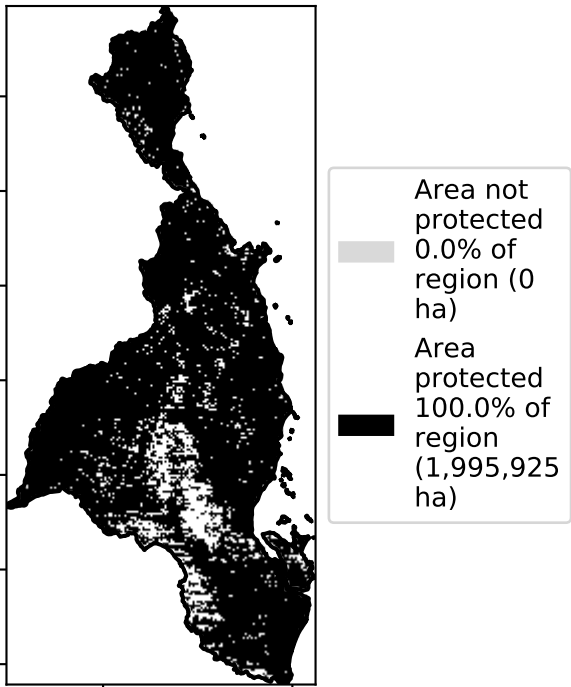 Area not
protected
0.0% of
region (0
ha)
Area
protected
100.0% of
region
(1,995,925
ha)